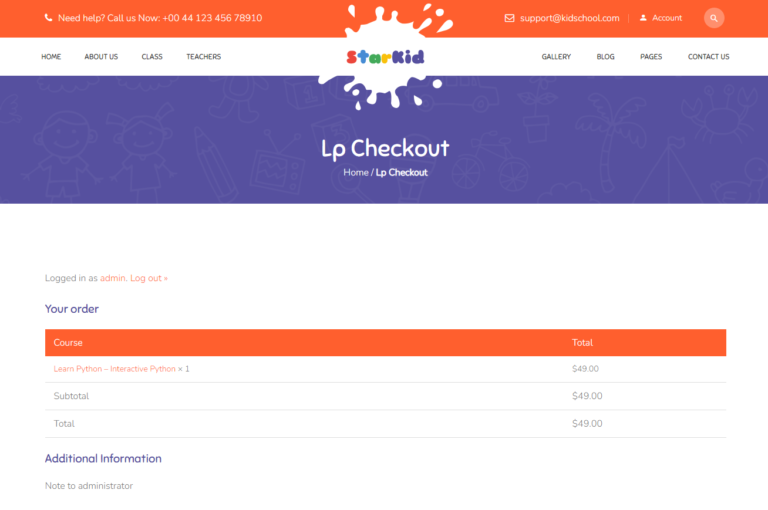 Need help? Call us Now: +00 44 123 456 78910
support@kidschool.com
Account
HOME ABOUT US CLASS TEACHERS
StarKid
GALLERY BLOG PAGES CONTACT US
Lp Checkout
Home / Lp Checkout
Logged in as admin. Log out »
Your order
Course Total
Learn Python – Interactive Python × 1 $49.00
Subtotal $49.00
Total $49.00
Additional Information
Note to administrator